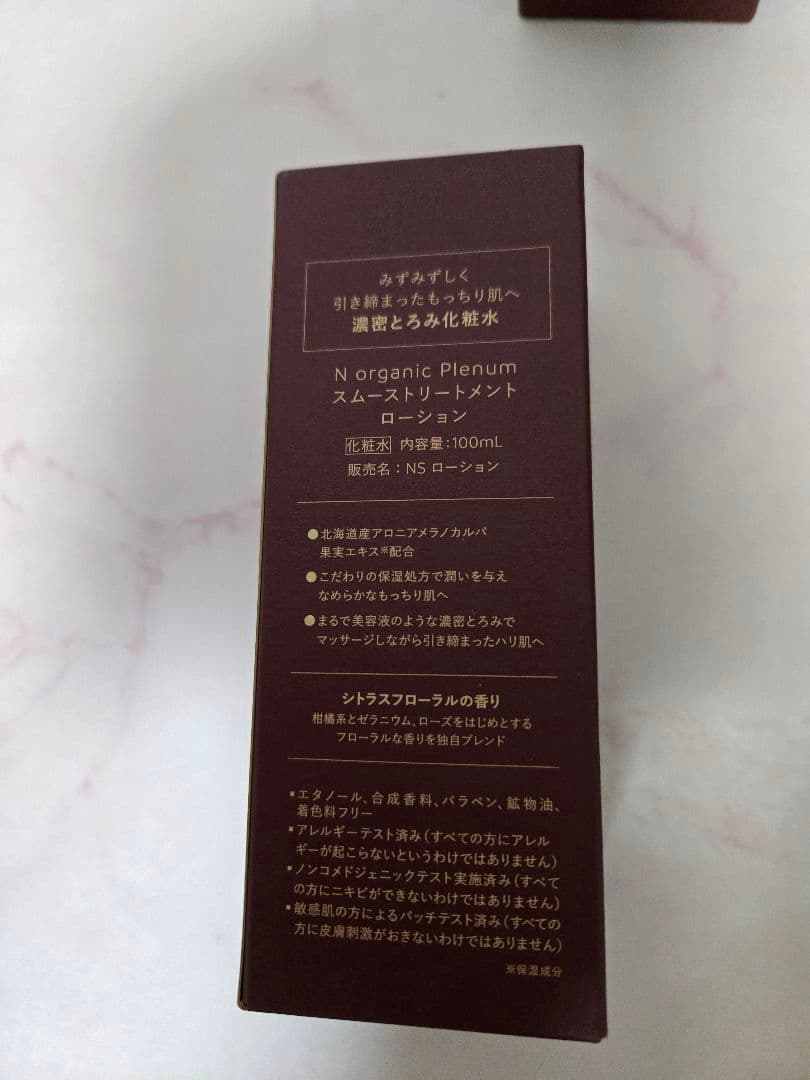 みずみずしく
引き締まったもっちり肌へ
濃密とろみ化粧水
N organic Plenum
スムーストリートメント
ローション
化粧水 内容量：100mL
販売名：NS ローション
●北海道産アロニアメラノカルパ
果実エキス※配合
●こだわりの保湿処方で潤いを与え
なめらかなもっちり肌へ
●まるで美容液のような濃密とろみで
マッサージしながら引き締まったハリ肌へ
シトラスフローラルの香り
柑橘系とゼラニウム、ローズをはじめとする
フローラルな香りを独自ブレンド
▪エタノール、合成香料、パラベン、鉱物油、
着色料フリー
▪アレルギーテスト済み（すべての方にアレル
ギーが起こらないというわけではありません）
▪ノンコメドジェニックテスト実施済み（すべて
の方にニキビができないわけではありません）
▪敏感肌の方によるパッチテスト済み（すべての
方に皮膚刺激がおきないわけではありません）
※保湿成分